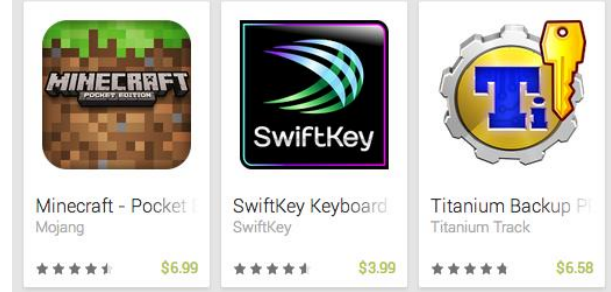 MINECRAFT
POCKET EDITION
Minecraft - Pocket
Mojang
$6.99
SwiftKey
SwiftKey Keyboard
SwiftKey
$3.99
Ti
Titanium Backup P
Titanium Track
$6.58